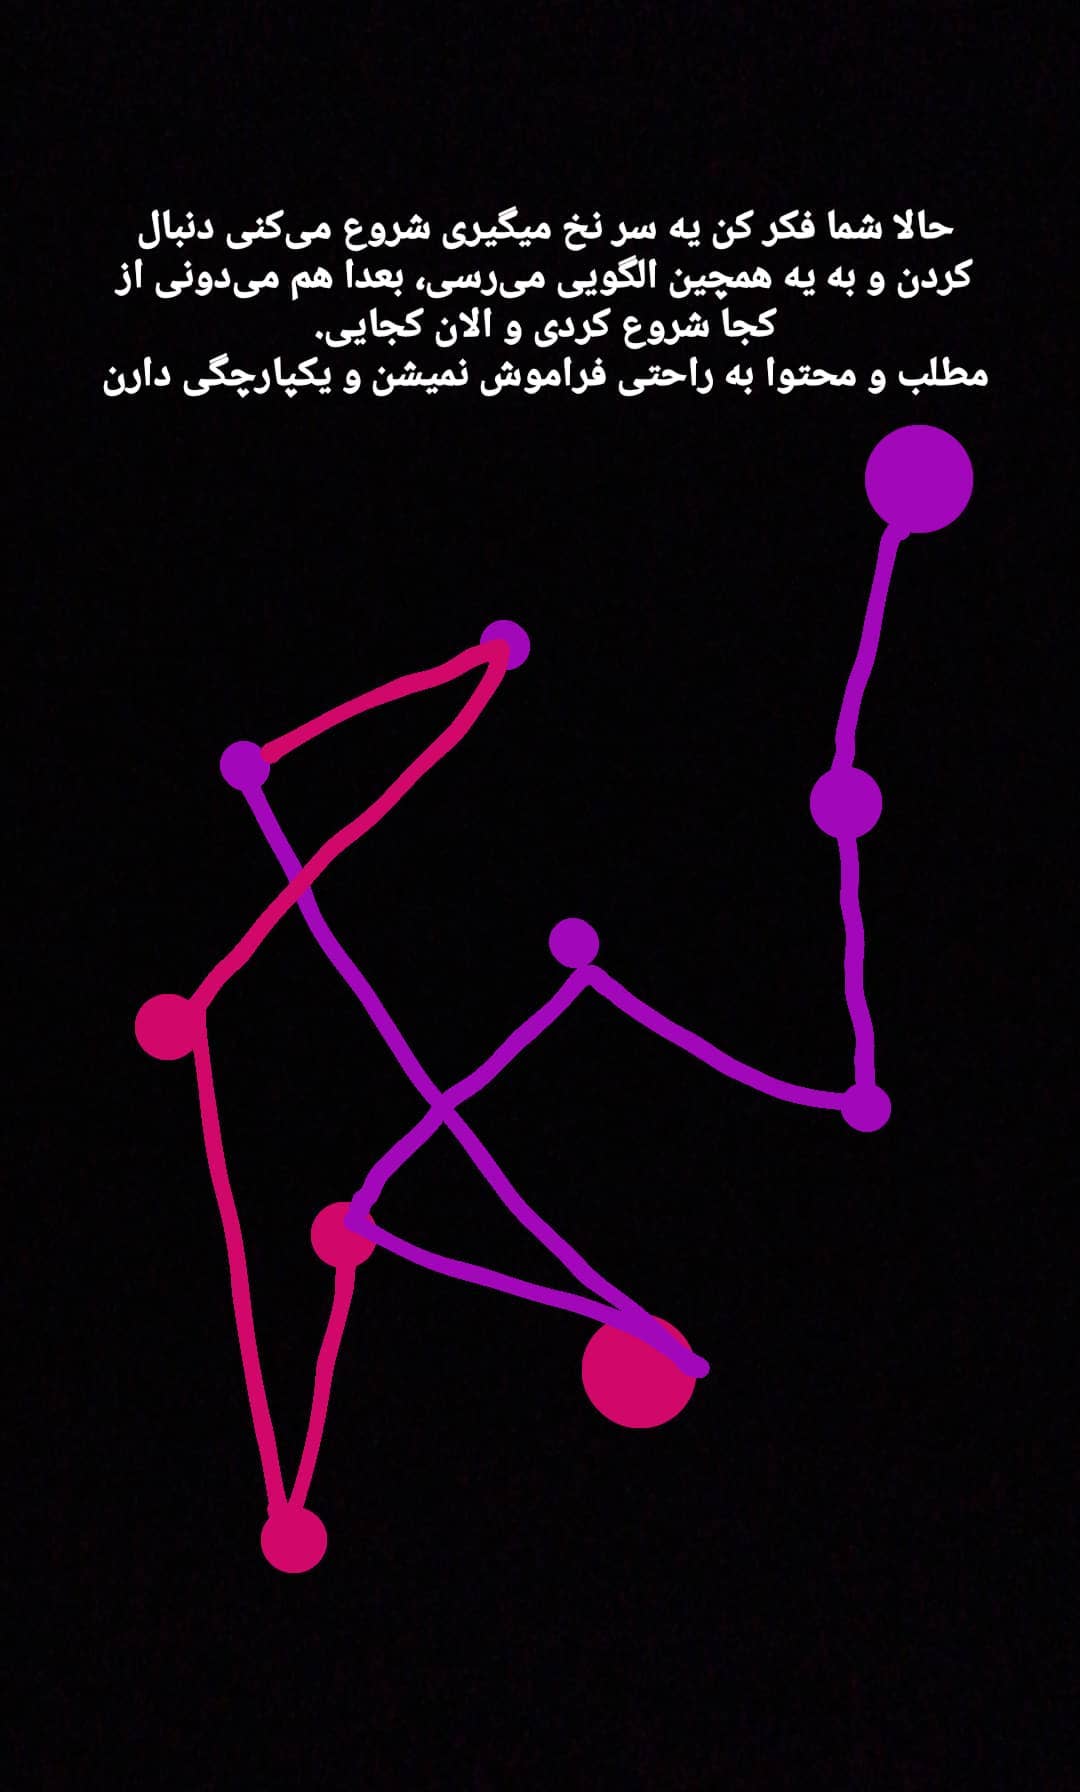 حالا شما فکر کن یه سر نخ میگیری شروع می‌کنی دنبال
کردن و به یه همچین الگویی می‌رسی، بعدا هم می‌دونی از
کجا شروع کردی و الان کجایی.
مطلب و محتوا به راحتی فراموش نمیشن و یکپارچگی دارن